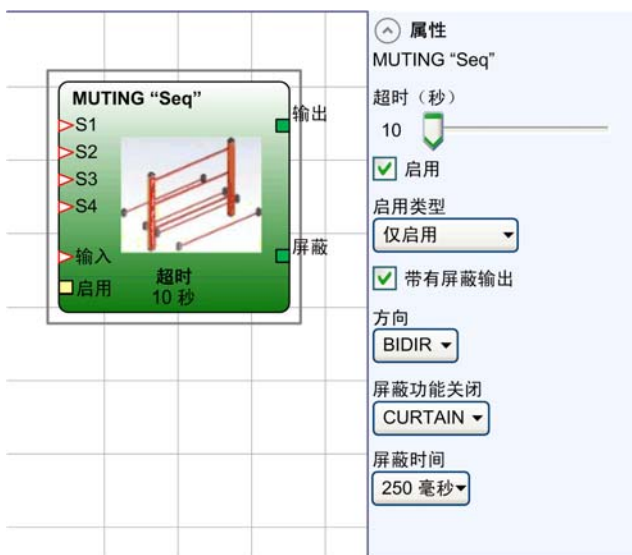 MUTING “Seq”
S1
S2
S3
S4
输入
启用
输出
屏蔽
超时
10 秒
属性
MUTING “Seq”
超时（秒）
10
启用
启用类型
仅启用
带有屏蔽输出
方向
BIDIR
屏蔽功能关闭
CURTAIN
屏蔽时间
250 毫秒